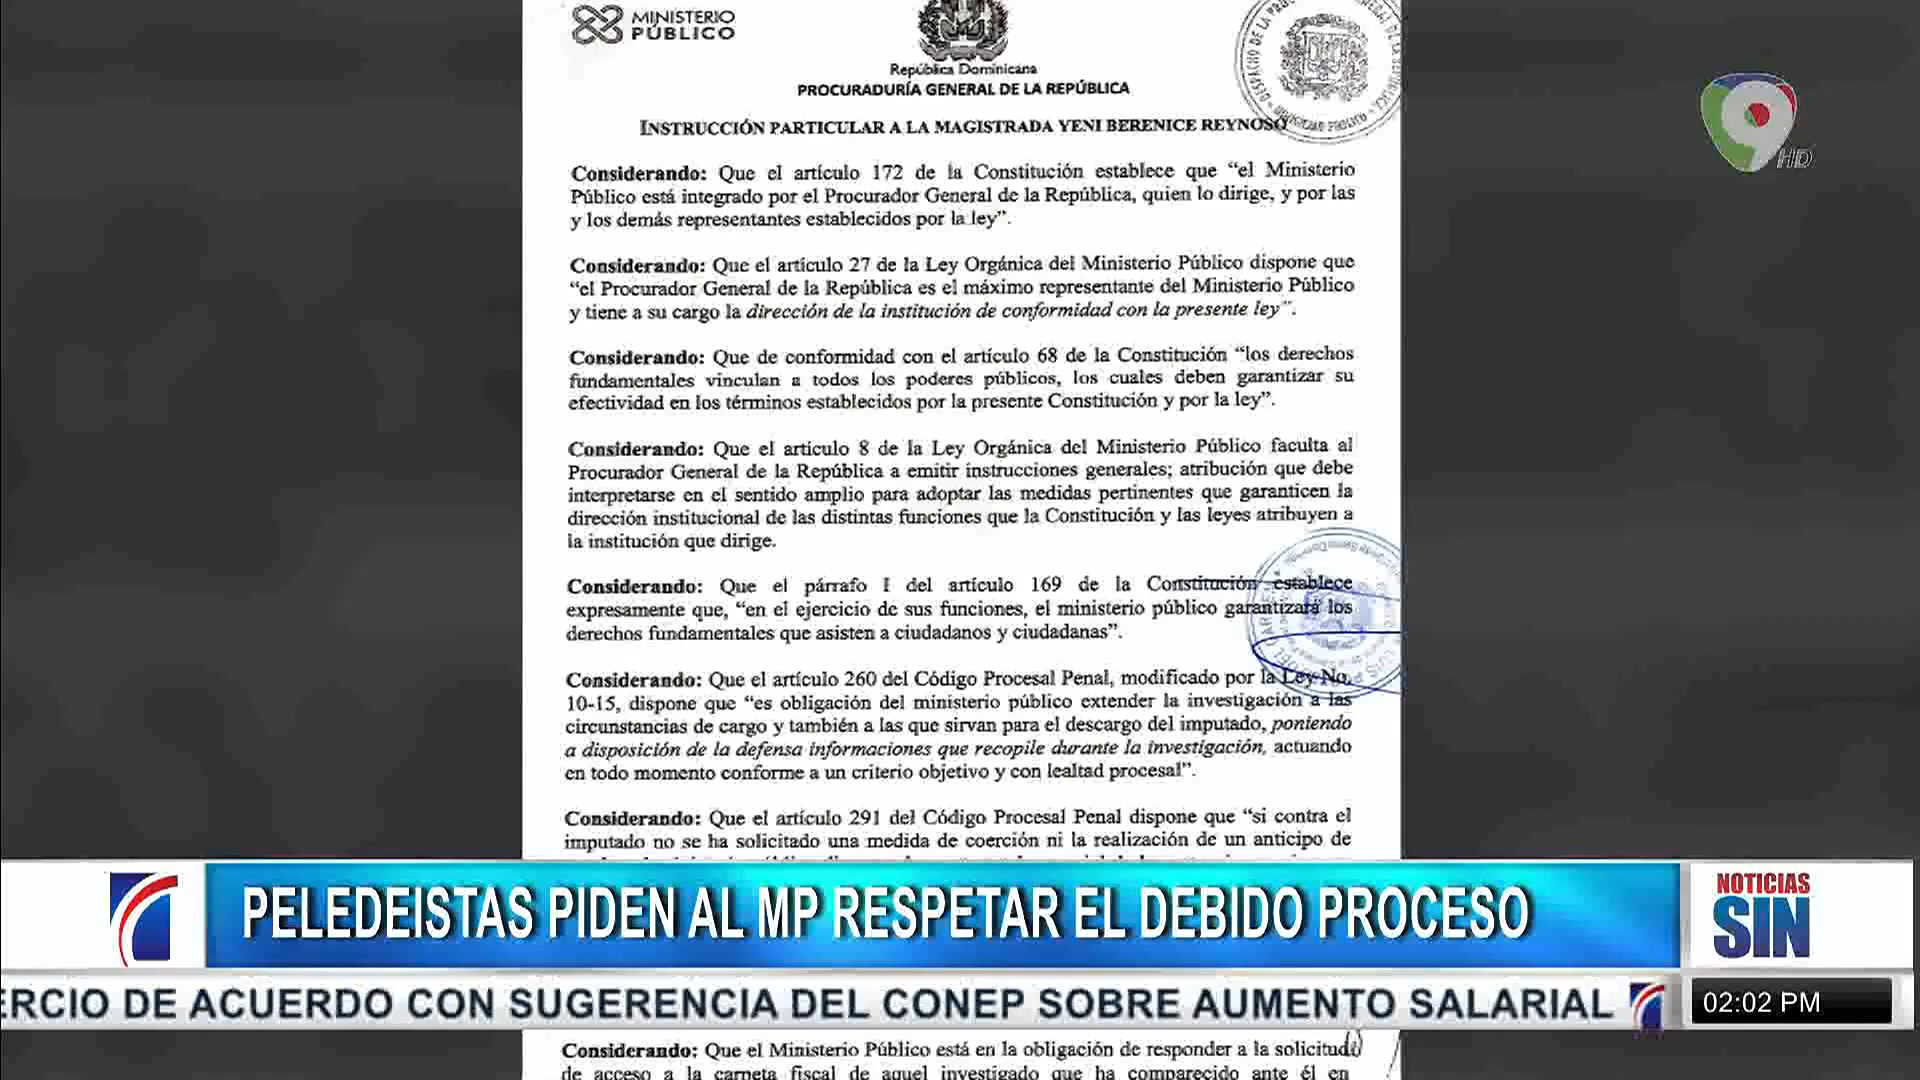 MINISTERIO
PÚBLICO
República Dominicana
PROCURADURÍA GENERAL DE LA REPÚBLICA
INSTRUCCIÓN PARTICULAR A LA MAGISTRADA YENI BERENICE REYNOSO
HD
Considerando: Que el artículo 172 de la Constitución establece que “el Ministerio
Público está integrado por el Procurador General de la República, quien lo dirige, y por las
y los demás representantes establecidos por la ley”.
Considerando: Que el artículo 27 de la Ley Orgánica del Ministerio Público dispone que
“el Procurador General de la República es el máximo representante del Ministerio Público
y tiene a su cargo la dirección de la institución de conformidad con la presente ley”.
Considerando: Que de conformidad con el artículo 68 de la Constitución “los derechos
fundamentales vinculan a todos los poderes públicos, los cuales deben garantizar su
efectividad en los términos establecidos por la presente Constitución y por la ley”.
Considerando: Que el artículo 8 de la Ley Orgánica del Ministerio Público faculta al
Procurador General de la República a emitir instrucciones generales; atribución que debe
interpretarse en el sentido amplio para adoptar las medidas pertinentes que garanticen la
dirección institucional de las distintas funciones que la Constitución y las leyes atribuyen a
la institución que dirige.
Considerando: Que el párrafo I del artículo 169 de la Constitución establece
expresamente que, “en el ejercicio de sus funciones, el ministerio público garantizará los
derechos fundamentales que asisten a ciudadanos y ciudadanas”.
Considerando: Que el artículo 260 del Código Procesal Penal, modificado por la Ley No.
10-15, dispone que “es obligación del ministerio público extender la investigación a las
circunstancias de cargo y también a las que sirvan para el descargo del imputado, poniendo
a disposición de la defensa informaciones que recopile durante la investigación, actuando
en todo momento conforme a un criterio objetivo y con lealtad procesal”.
Considerando: Que el artículo 291 del Código Procesal Penal dispone que “si contra el
imputado no se ha solicitado una medida de coerción ni la realización de un anticipo de
PELEDEISTAS PIDEN AL MP RESPETAR EL DEBIDO PROCESO
NOTICIAS
SIN
ERCIO DE ACUERDO CON SUGERENCIA DEL CONEP SOBRE AUMENTO SALARIAL
02:02 PM
Considerando: Que el Ministerio Público está en la obligación de responder a la solicitud
de acceso a la carpeta fiscal de aquel investigado que ha comparecido ante él en